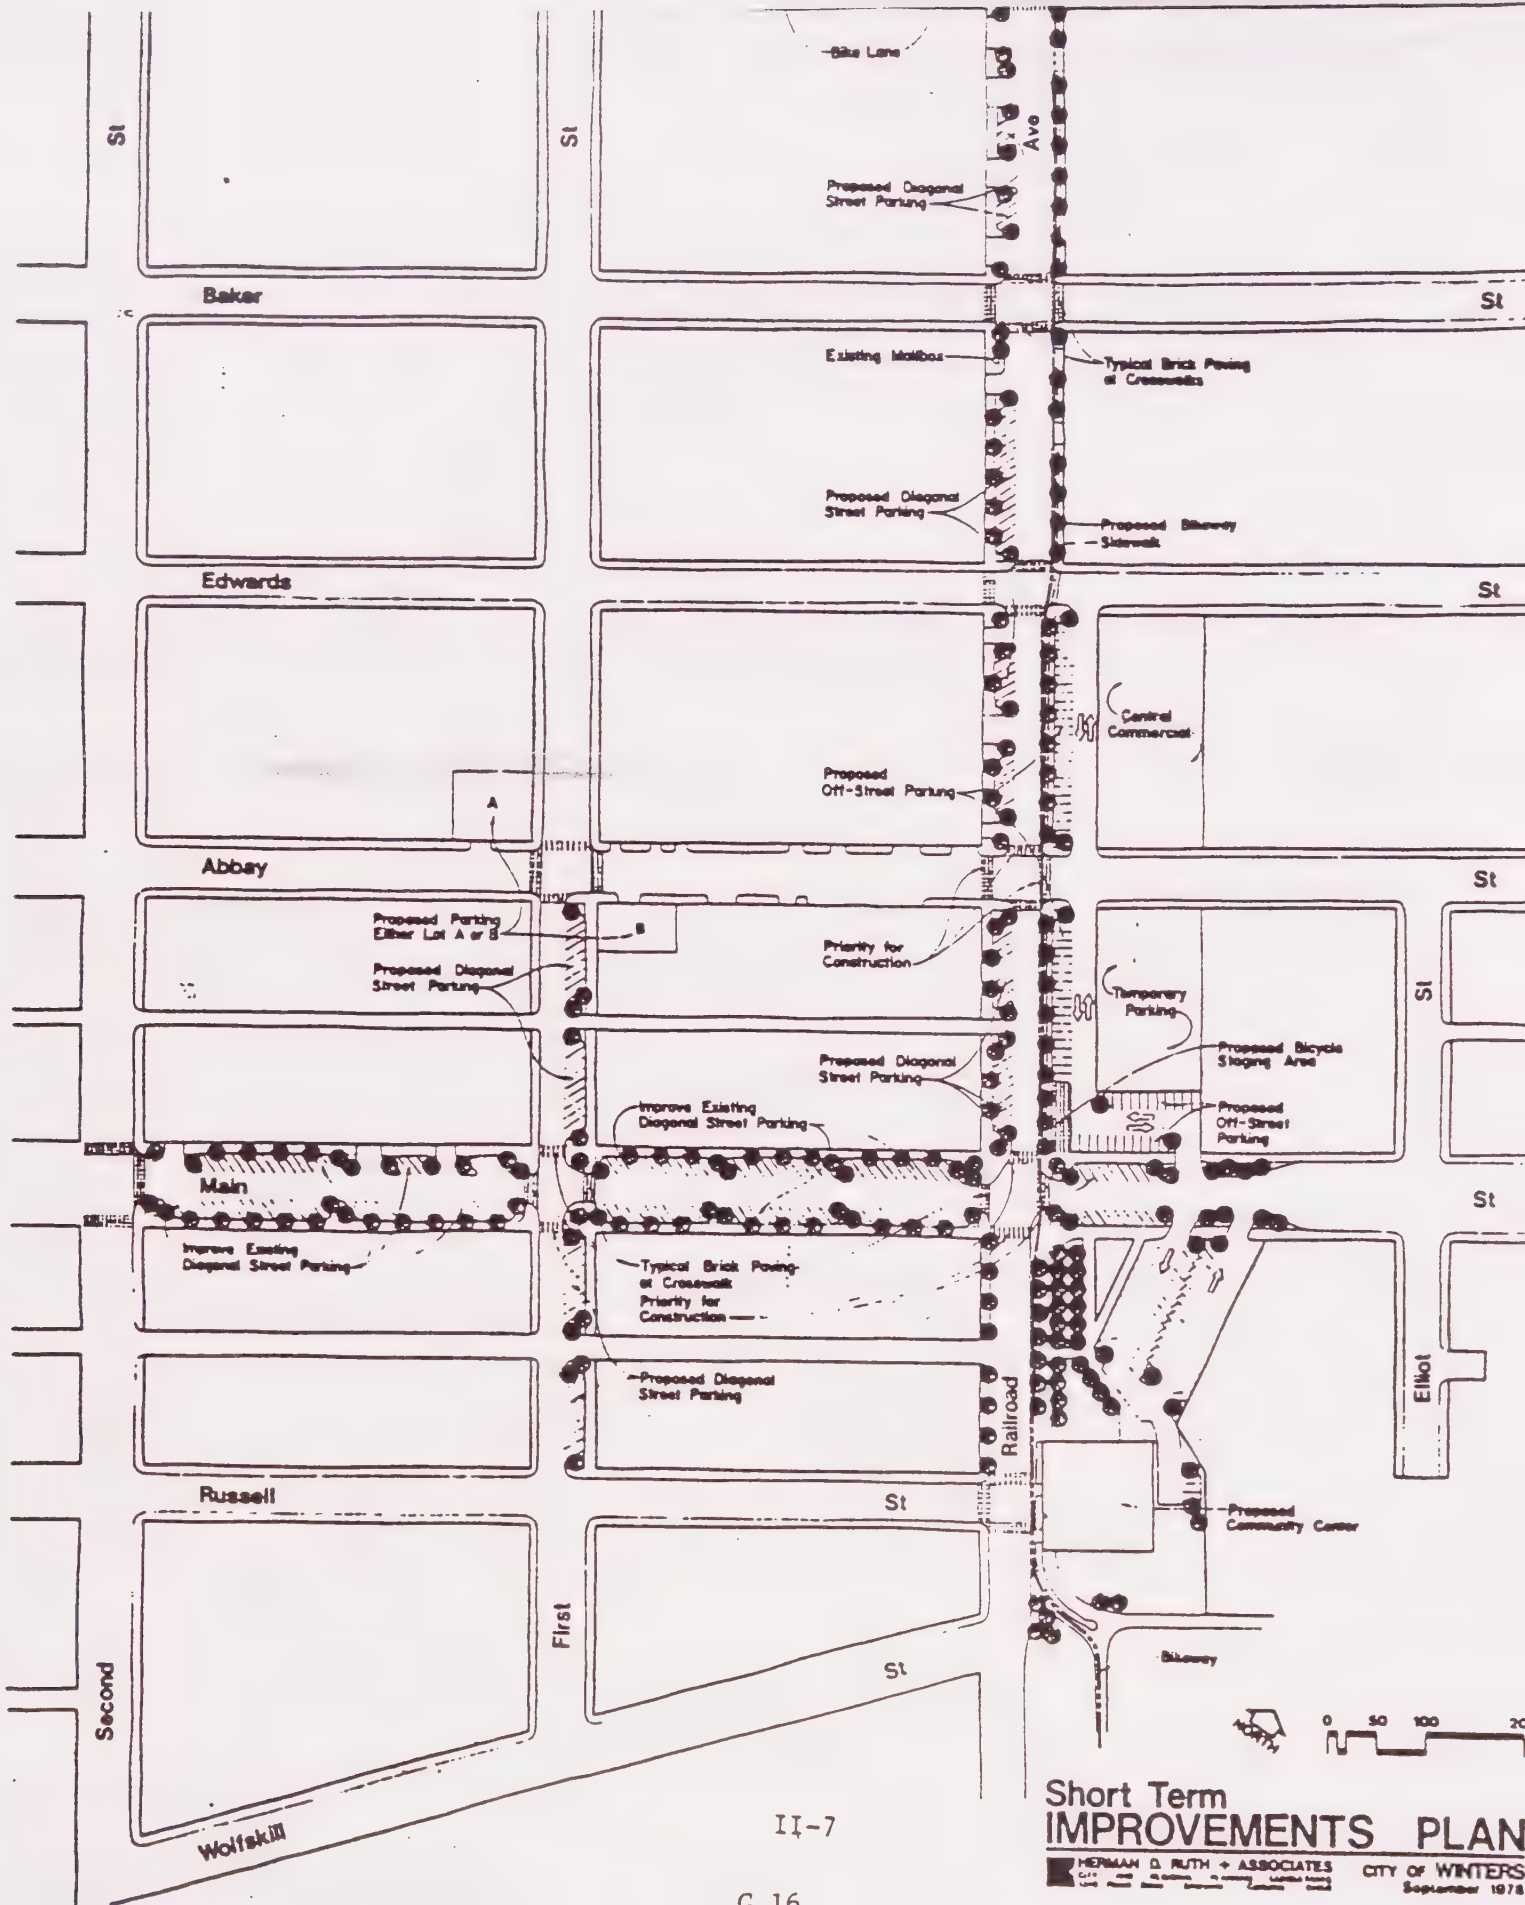 Bike Lane
St
St
Ave
Proposed Diagonal
Street Parking
Baker
St
Existing Mailbox
Typical Brick Paving
at Crosswalks
Proposed Diagonal
Street Parking
Proposed Bikeway
Sidewalk
Edwards
St
Central
Commercial
Proposed
Off-Street Parking
A
Abbay
St
Proposed Parking
Either Lot A or B
B
Priority for
Construction
Proposed Diagonal
Street Parking
Temporary
Parking
St
Proposed Bicycle
Staging Area
Proposed Diagonal
Street Parking
Improve Existing
Diagonal Street Parking
Proposed
Off-Street
Parking
Main
St
Improve Existing
Diagonal Street Parking
Typical Brick Paving
at Crosswalk
Priority for
Construction
Proposed Diagonal
Street Parking
Railroad
Elliot
Russell
St
Proposed
Community Center
First
St
Second
Bikeway
Wolfskill
NORTH
0 50 100 20
Short Term
IMPROVEMENTS PLAN
HERMAN D. RUTH + ASSOCIATES
CITY OF WINTERS
September 1978
II-7
C 16